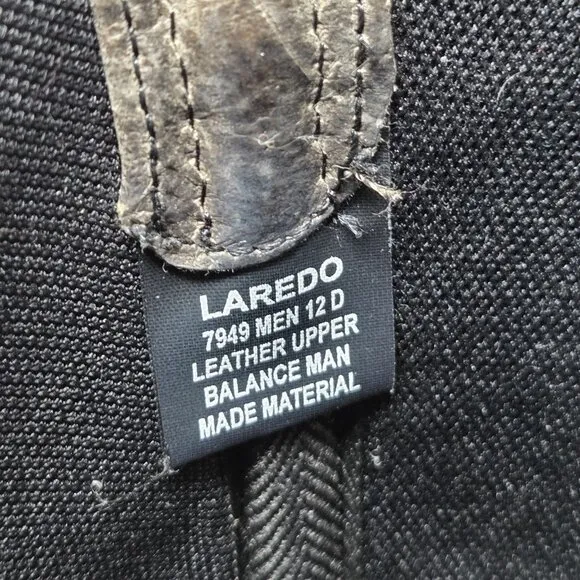 LAREDO
7949 MEN 12 D
LEATHER UPPER
BALANCE MAN
MADE MATERIAL